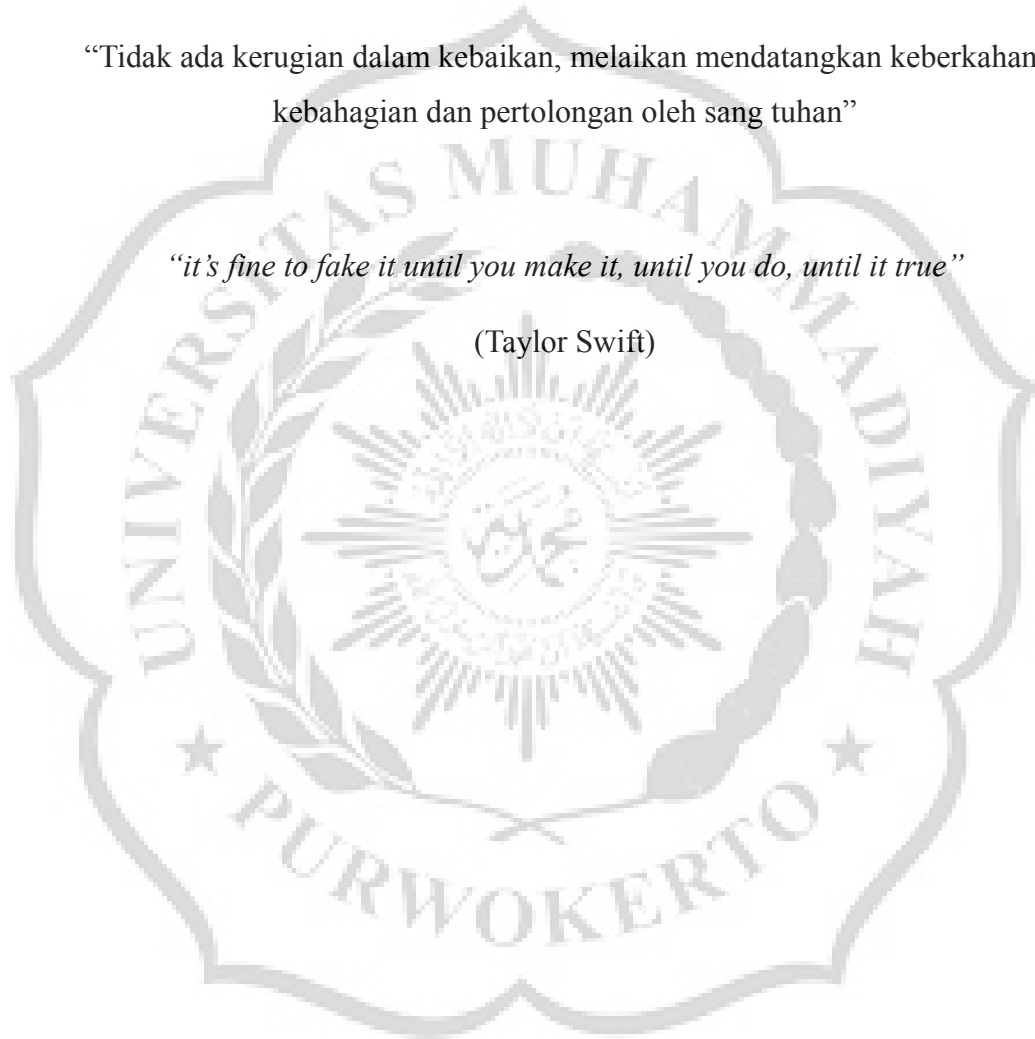 “Tidak ada kerugian dalam kebaikan, melaikan mendatangkan keberkahan
kebahagian dan pertolongan oleh sang tuhan”
“it’s fine to fake it until you make it, until you do, until it true”
(Taylor Swift)
UNIVERSITAS MUHAMMADIYAH
PURWOKERTO